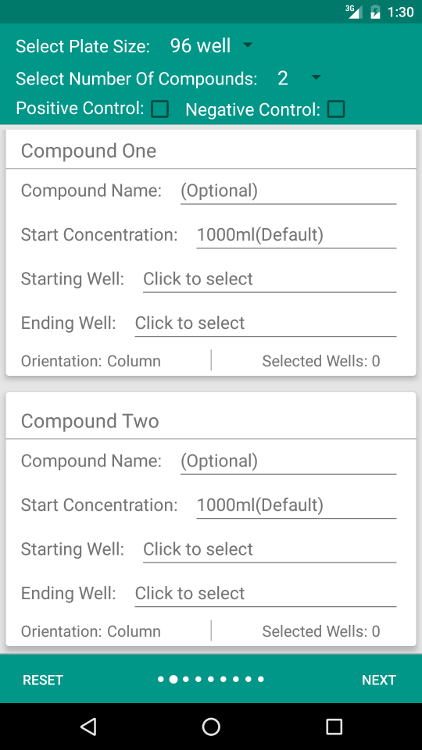 3G 1:30
Select Plate Size: 96 well
Select Number Of Compounds: 2
Positive Control: Negative Control:
Compound One
Compound Name: (Optional)
Start Concentration: 1000ml(Default)
Starting Well: Click to select
Ending Well: Click to select
Orientation: Column Selected Wells: 0
Compound Two
Compound Name: (Optional)
Start Concentration: 1000ml(Default)
Starting Well: Click to select
Ending Well: Click to select
Orientation: Column Selected Wells: 0
RESET NEXT